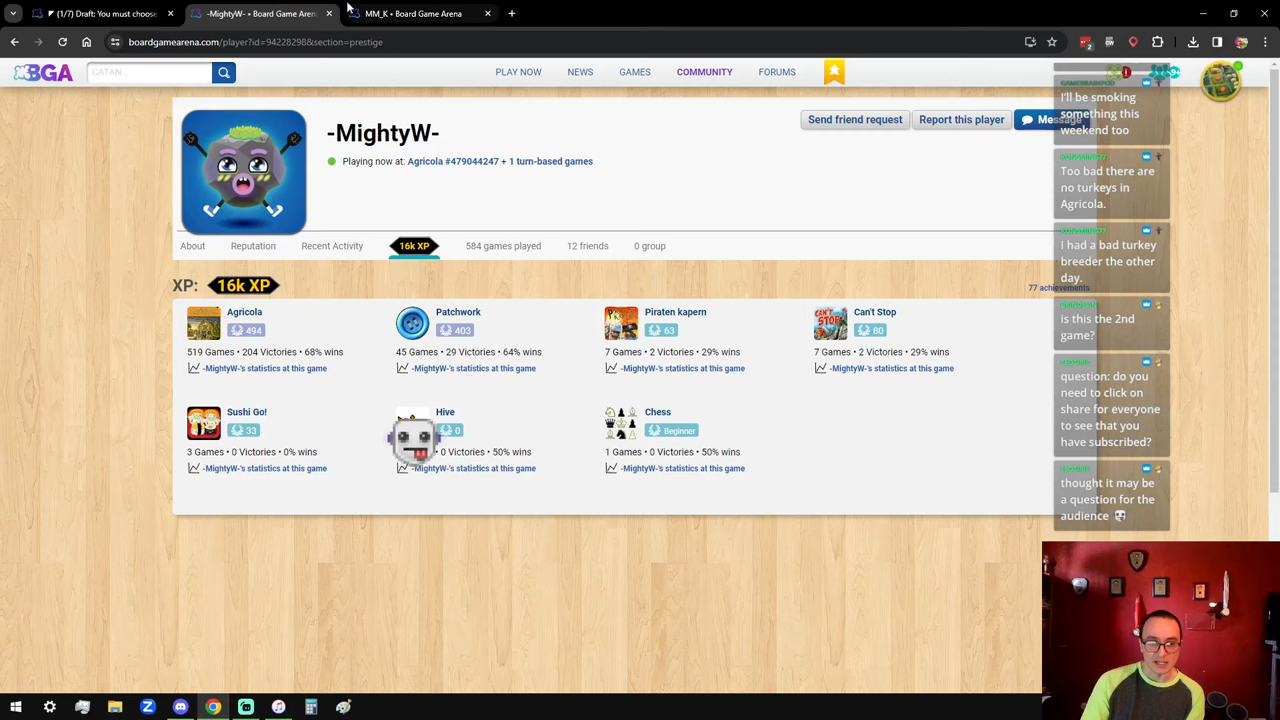 (1/7) Draft: You must choose
-MightyW- • Board Game Arena
MM_K • Board Game Arena
boardgamearena.com/player?id=94228298&section=prestige
BGA
CATAN...
PLAY NOW
NEWS
GAMES
COMMUNITY
FORUMS
-MightyW-
Send friend request
Report this player
Message
Playing now at: Agricola #479044247 + 1 turn-based games
About
Reputation
Recent Activity
16k XP
584 games played
12 friends
0 group
XP: 16k XP
77 achievements
Agricola
494
519 Games • 204 Victories • 68% wins
-MightyW-'s statistics at this game
Patchwork
403
45 Games • 29 Victories • 64% wins
-MightyW-'s statistics at this game
Piraten kapern
63
7 Games • 2 Victories • 29% wins
-MightyW-'s statistics at this game
Can't Stop
80
7 Games • 2 Victories • 29% wins
-MightyW-'s statistics at this game
Sushi Go!
33
3 Games • 0 Victories • 0% wins
-MightyW-'s statistics at this game
Hive
0
• 0 Victories • 50% wins
-MightyW-'s statistics at this game
Chess
Beginner
1 Games • 0 Victories • 50% wins
-MightyW-'s statistics at this game
I'll be smoking
something this
weekend too
Too bad there are
no turkeys in
Agricola.
I had a bad turkey
breeder the other
day.
is this the 2nd
game?
question: do you
need to click on
share for everyone
to see that you
have subscribed?
thought it may be
a question for the
audience